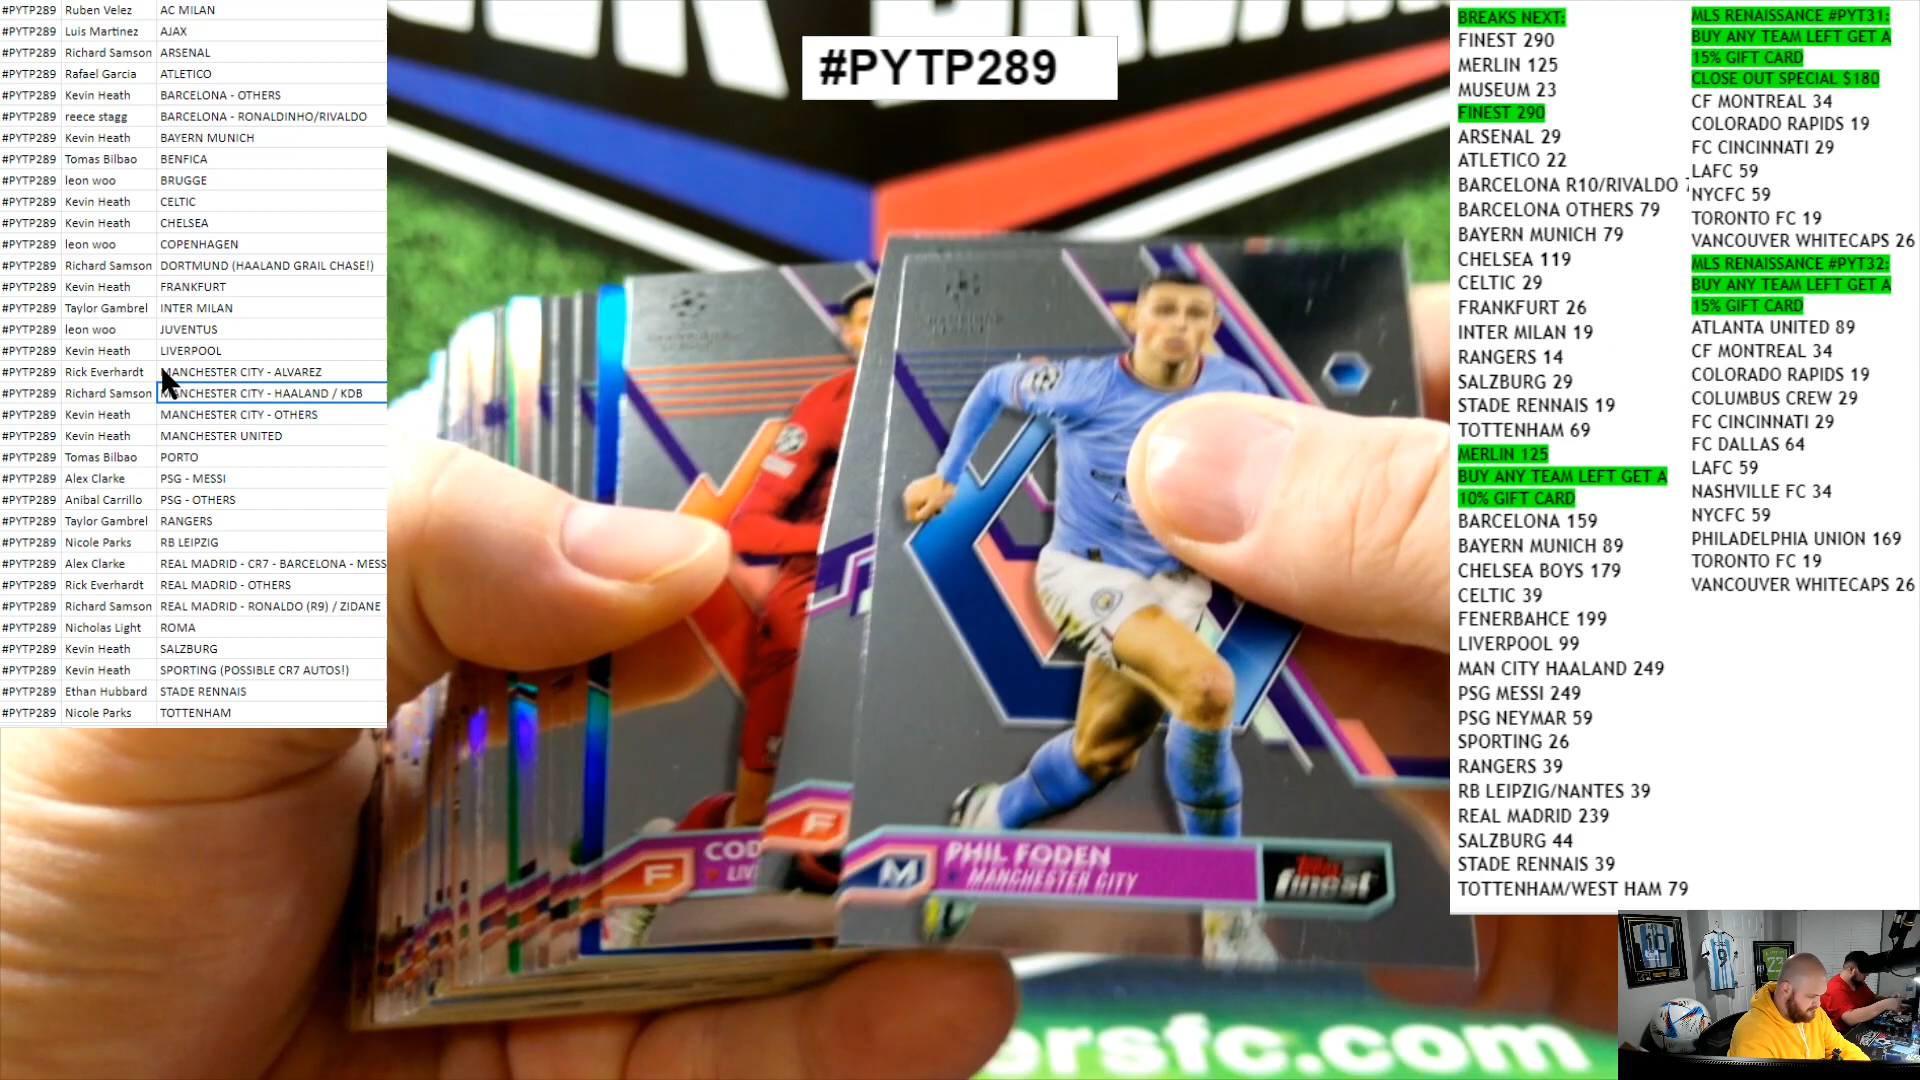 #PYTP289 Ruben Velez AC MILAN
#PYTP289 Luis Martinez AJAX
#PYTP289 Richard Samson ARSENAL
#PYTP289 Rafael Garcia ATLETICO
#PYTP289 Kevin Heath BARCELONA - OTHERS
#PYTP289 reece stagg BARCELONA - RONALDINHO/RIVALDO
#PYTP289 Kevin Heath BAYERN MUNICH
#PYTP289 Tomas Bilbao BENFICA
#PYTP289 leon woo BRUGGE
#PYTP289 Kevin Heath CELTIC
#PYTP289 Kevin Heath CHELSEA
#PYTP289 leon woo COPENHAGEN
#PYTP289 Richard Samson DORTMUND (HAALAND GRAIL CHASE!)
#PYTP289 Kevin Heath FRANKFURT
#PYTP289 Taylor Gambrel INTER MILAN
#PYTP289 leon woo JUVENTUS
#PYTP289 Kevin Heath LIVERPOOL
#PYTP289 Rick Everhardt MANCHESTER CITY - ALVAREZ
#PYTP289 Richard Samson MANCHESTER CITY - HAALAND / KDB
#PYTP289 Kevin Heath MANCHESTER CITY - OTHERS
#PYTP289 Kevin Heath MANCHESTER UNITED
#PYTP289 Tomas Bilbao PORTO
#PYTP289 Alex Clarke PSG - MESSI
#PYTP289 Anibal Carrillo PSG - OTHERS
#PYTP289 Taylor Gambrel RANGERS
#PYTP289 Nicole Parks RB LEIPZIG
#PYTP289 Alex Clarke REAL MADRID - CR7 - BARCELONA - MESS
#PYTP289 Rick Everhardt REAL MADRID - OTHERS
#PYTP289 Richard Samson REAL MADRID - RONALDO (R9) / ZIDANE
#PYTP289 Nicholas Light ROMA
#PYTP289 Kevin Heath SALZBURG
#PYTP289 Kevin Heath SPORTING (POSSIBLE CR7 AUTOS!)
#PYTP289 Ethan Hubbard STADE RENNAIS
#PYTP289 Nicole Parks TOTTENHAM
#PYTP289
F
COD
LIV
F
M
PHIL FODEN
MANCHESTER CITY
Topps
finest
ersfc.com
BREAKS NEXT:
FINEST 290
MERLIN 125
MUSEUM 23
FINEST 290
ARSENAL 29
ATLETICO 22
BARCELONA R10/RIVALDO
BARCELONA OTHERS 79
BAYERN MUNICH 79
CHELSEA 119
CELTIC 29
FRANKFURT 26
INTER MILAN 19
RANGERS 14
SALZBURG 29
STADE RENNAIS 19
TOTTENHAM 69
MERLIN 125
BUY ANY TEAM LEFT GET A
10% GIFT CARD
BARCELONA 159
BAYERN MUNICH 89
CHELSEA BOYS 179
CELTIC 39
FENERBAHCE 199
LIVERPOOL 99
MAN CITY HAALAND 249
PSG MESSI 249
PSG NEYMAR 59
SPORTING 26
RANGERS 39
RB LEIPZIG/NANTES 39
REAL MADRID 239
SALZBURG 44
STADE RENNAIS 39
TOTTENHAM/WEST HAM 79
MLS RENAISSANCE #PYT31:
BUY ANY TEAM LEFT GET A
15% GIFT CARD
CLOSE OUT SPECIAL $180
CF MONTREAL 34
COLORADO RAPIDS 19
FC CINCINNATI 29
LAFC 59
NYCFC 59
TORONTO FC 19
VANCOUVER WHITECAPS 26
MLS RENAISSANCE #PYT32:
BUY ANY TEAM LEFT GET A
15% GIFT CARD
ATLANTA UNITED 89
CF MONTREAL 34
COLORADO RAPIDS 19
COLUMBUS CREW 29
FC CINCINNATI 29
FC DALLAS 64
LAFC 59
NASHVILLE FC 34
NYCFC 59
PHILADELPHIA UNION 169
TORONTO FC 19
VANCOUVER WHITECAPS 26